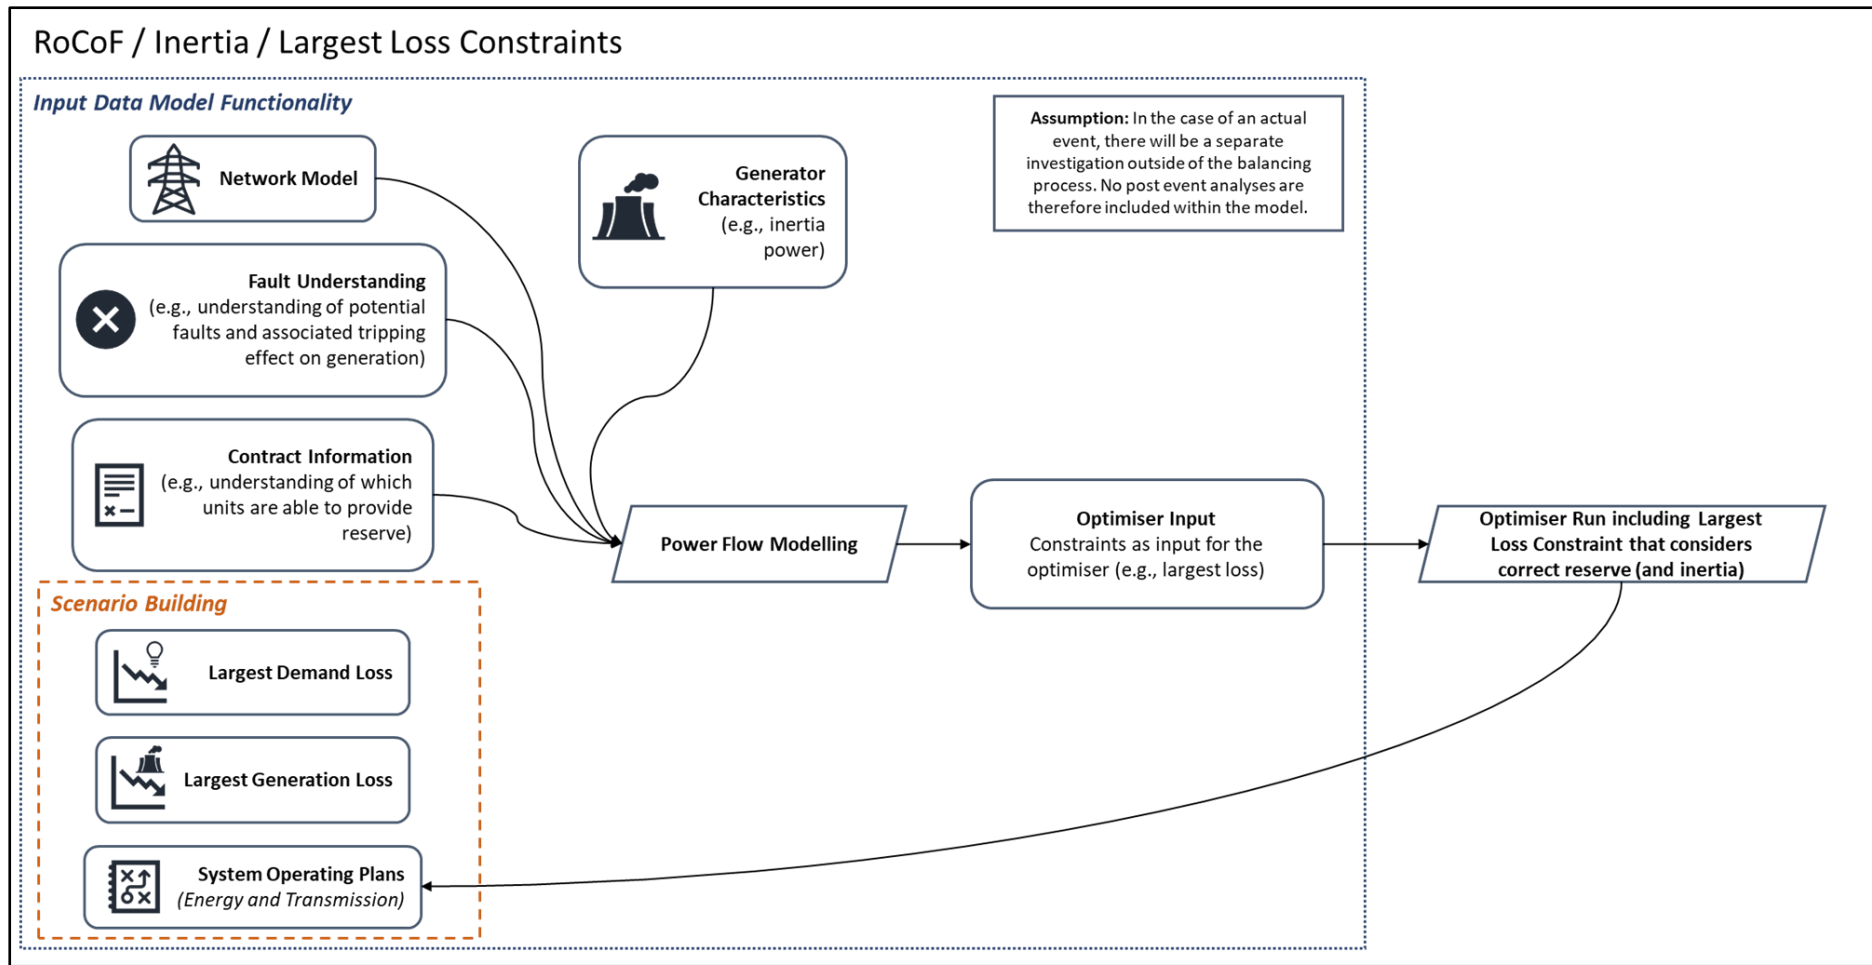 RoCoF / Inertia / Largest Loss Constraints
Input Data Model Functionality
Network Model
Generator
Characteristics
(e.g., inertia
power)
Assumption: In the case of an actual
event, there will be a separate
investigation outside of the balancing
process. No post event analyses are
therefore included within the model.
Fault Understanding
(e.g., understanding of potential
faults and associated tripping
effect on generation)
Contract Information
(e.g., understanding of which
units are able to provide
reserve)
Power Flow Modelling
Optimiser Input
Constraints as input for the
optimiser (e.g., largest loss)
Optimiser Run including Largest
Loss Constraint that considers
correct reserve (and inertia)
Scenario Building
Largest Demand Loss
Largest Generation Loss
System Operating Plans
(Energy and Transmission)